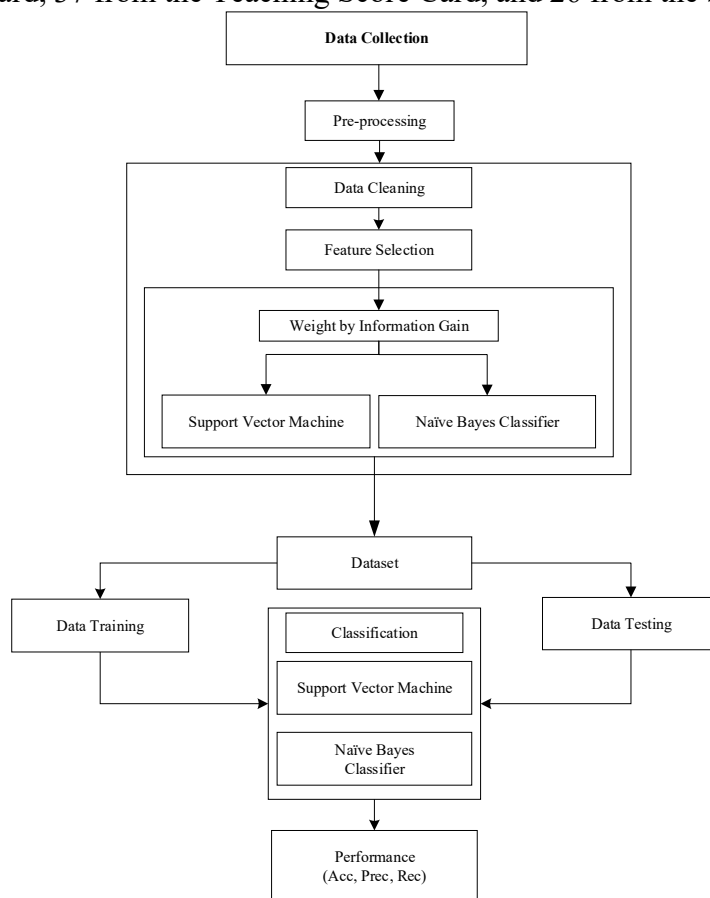 Data Collection
Pre-processing
Data Cleaning
Feature Selection
Weight by Information Gain
Support Vector Machine
Naïve Bayes Classifier
Dataset
Data Training
Data Testing
Classification
Support Vector Machine
Naïve Bayes
Classifier
Performance
(Acc, Prec, Rec)